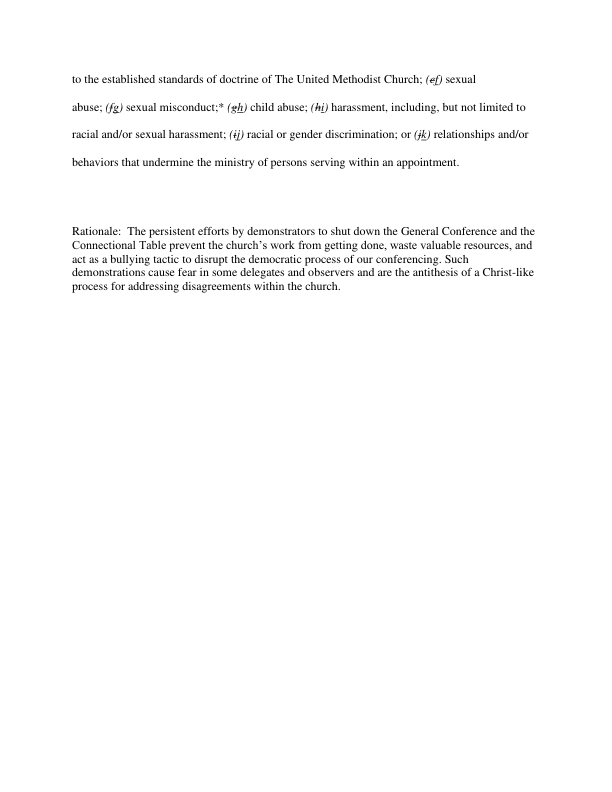 to the established standards of doctrine of The United Methodist Church; (ef) sexual
abuse; (fg) sexual misconduct;* (gh) child abuse; (hi) harassment, including, but not limited to
racial and/or sexual harassment; (ij) racial or gender discrimination; or (jk) relationships and/or
behaviors that undermine the ministry of persons serving within an appointment.
Rationale: The persistent efforts by demonstrators to shut down the General Conference and the
Connectional Table prevent the church’s work from getting done, waste valuable resources, and
act as a bullying tactic to disrupt the democratic process of our conferencing. Such
demonstrations cause fear in some delegates and observers and are the antithesis of a Christ-like
process for addressing disagreements within the church.